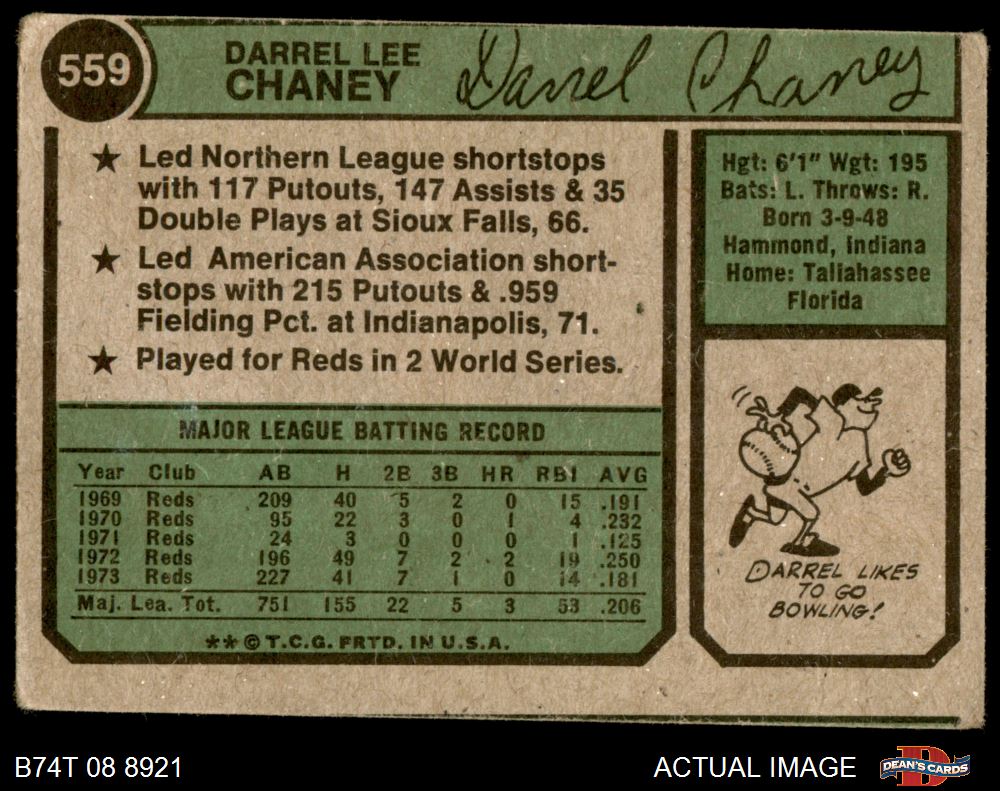 559
DARREL LEE
CHANEY
Darrel Chaney
★ Led Northern League shortstops
with 117 Putouts, 147 Assists & 35
Double Plays at Sioux Falls, 66.
★ Led American Association short-
stops with 215 Putouts & .959
Fielding Pct. at Indianapolis, 71.
★ Played for Reds in 2 World Series.
Hgt: 6'1" Wgt: 195
Bats: L. Throws: R.
Born 3-9-48
Hammond, Indiana
Home: Tallahassee
Florida
MAJOR LEAGUE BATTING RECORD
Year Club AB H 2B 3B HR RBI AVG
1969 Reds 209 40 5 2 0 15 .191
1970 Reds 95 22 3 0 1 4 .232
1971 Reds 24 3 0 0 0 1 .125
1972 Reds 196 49 7 2 2 19 .250
1973 Reds 227 41 7 1 0 14 .181
Maj. Lea. Tot. 751 155 22 5 3 53 .206
** © T.C.G. PRTD. IN U.S.A.
DARREL LIKES
TO GO
BOWLING!
B74T 08 8921
ACTUAL IMAGE
D
DEAN'S CARDS